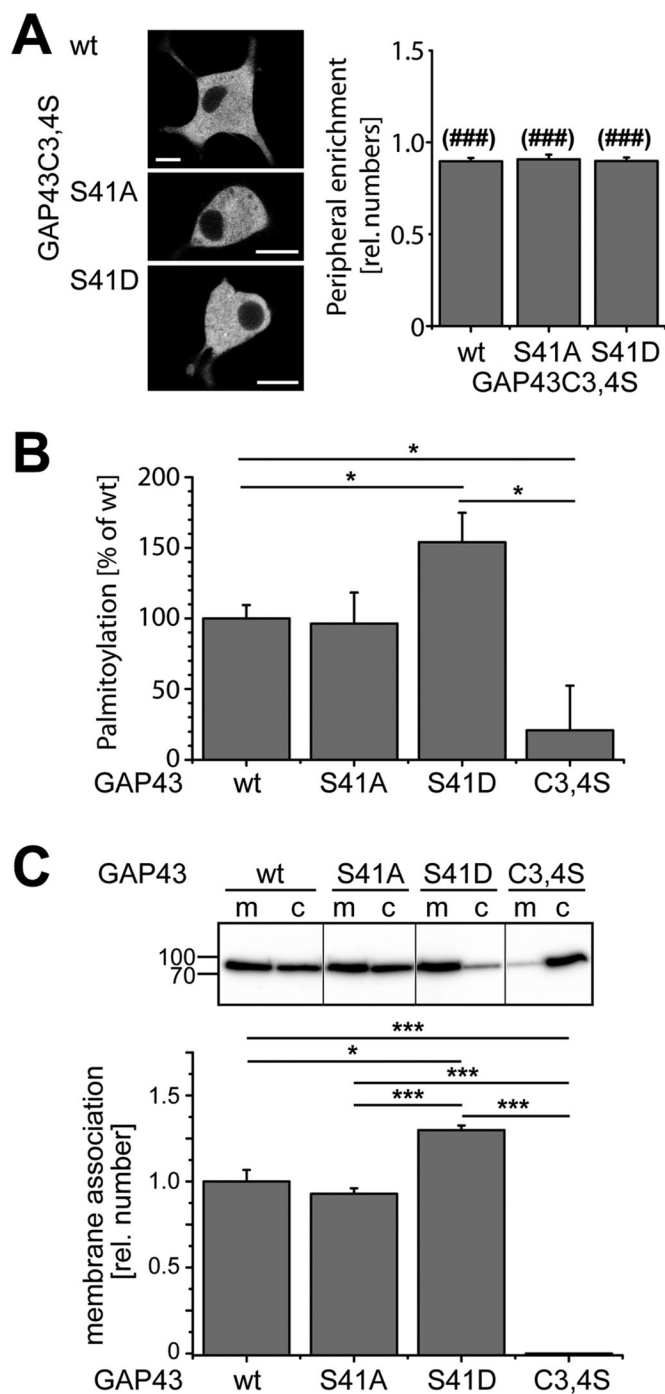 A
wt
GAP43C3,4S
S41A
S41D
Peripheral enrichment
[rel. numbers]
1.5
1.0
0.5
0
(###) (###) (###)
wt S41A S41D
GAP43C3,4S
B
Palmitoylation [% of wt]
200
150
100
50
0
*
*
*
GAP43 wt S41A S41D C3,4S
C
GAP43 wt S41A S41D C3,4S
m c m c m c m c
100
70
membrane association
[rel. number]
1.5
1.0
1.5
0
***
*
***
*** ***
GAP43 wt S41A S41D C3,4S